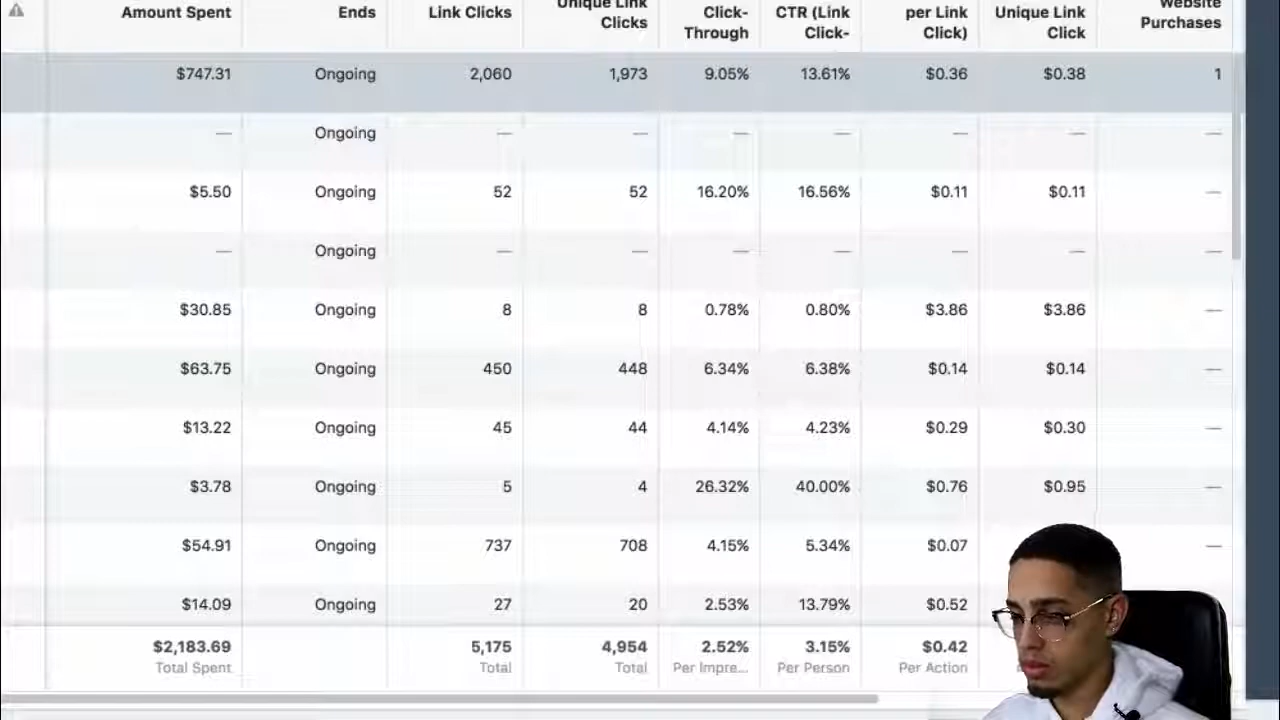 Amount Spent Ends Link Clicks Unique Link Clicks Click-Through CTR (Link Click- per Link Click) Unique Link Click Website Purchases
$747.31 Ongoing 2,060 1,973 9.05% 13.61% $0.36 $0.38 1
— Ongoing — — — — — — —
$5.50 Ongoing 52 52 16.20% 16.56% $0.11 $0.11 —
— Ongoing — — — — — — —
$30.85 Ongoing 8 8 0.78% 0.80% $3.86 $3.86 —
$63.75 Ongoing 450 448 6.34% 6.38% $0.14 $0.14 —
$13.22 Ongoing 45 44 4.14% 4.23% $0.29 $0.30 —
$3.78 Ongoing 5 4 26.32% 40.00% $0.76 $0.95 —
$54.91 Ongoing 737 708 4.15% 5.34% $0.07 —
$14.09 Ongoing 27 20 2.53% 13.79% $0.52
$2,183.69 5,175 4,954 2.52% 3.15% $0.42
Total Spent Total Total Per Impre... Per Person Per Action